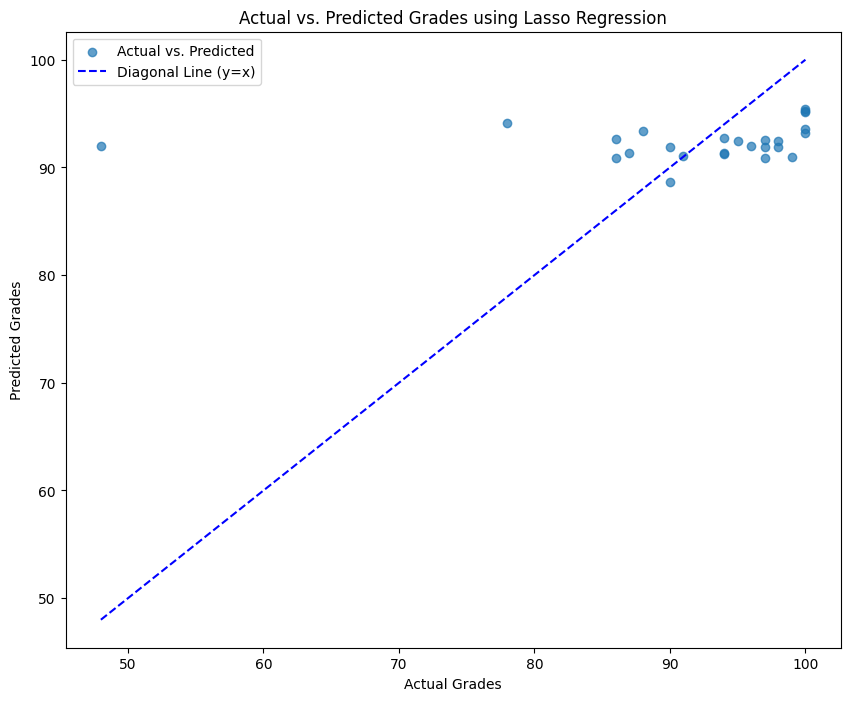 Actual vs. Predicted Grades using Lasso Regression
Actual vs. Predicted
Diagonal Line (y=x)
100
90
80
70
60
50
Predicted Grades
50 60 70 80 90 100
Actual Grades